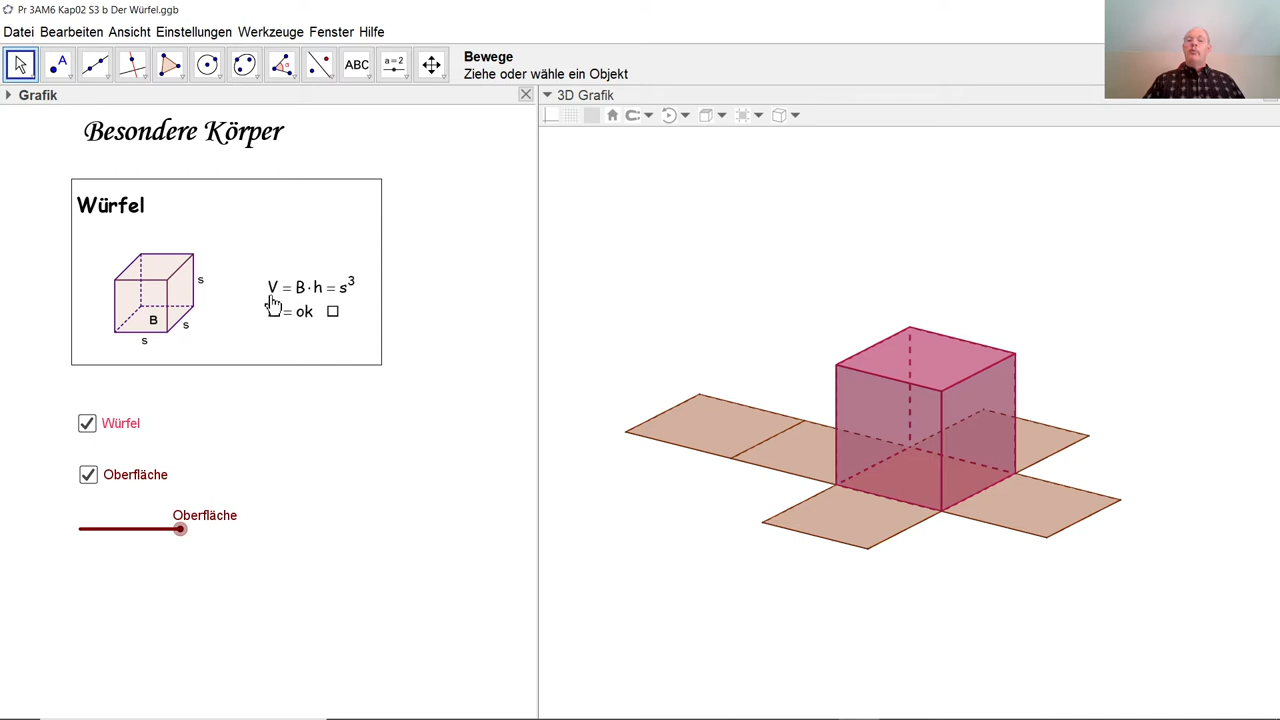 Pr 3AM6 Kap02 S3 b Der Würfel.ggb
Datei Bearbeiten Ansicht Einstellungen Werkzeuge Fenster Hilfe
A
ABC
a=2
Bewege
Ziehe oder wähle ein Objekt
Grafik
3D Grafik
Besondere Körper
Würfel
s
V = B·h = s³
= ok
B
s
s
Würfel
Oberfläche
Oberfläche